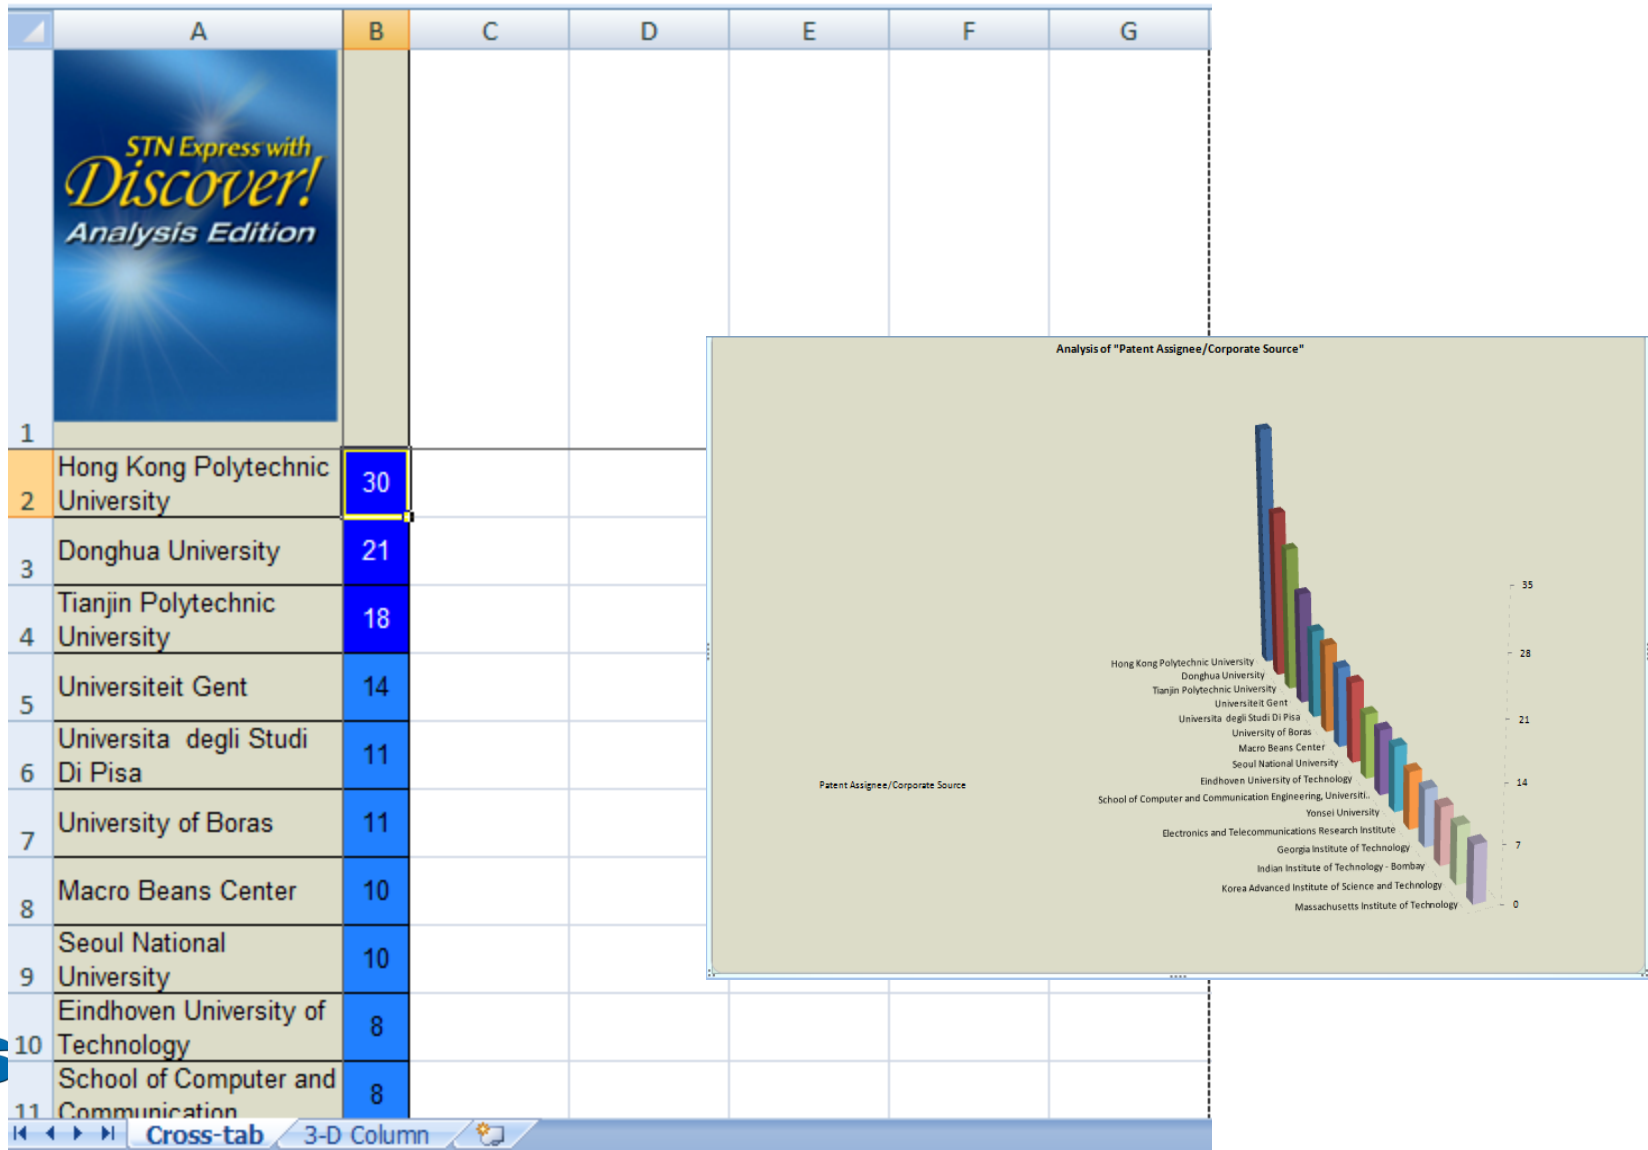 A B C D E F G
STN Express with
Discover!
Analysis Edition
1
Hong Kong Polytechnic
University
2
30
Donghua University
3
21
Tianjin Polytechnic
University
4
18
Universiteit Gent
5
14
Universita degli Studi
Di Pisa
6
11
University of Boras
7
11
Macro Beans Center
8
10
Seoul National
University
9
10
Eindhoven University of
Technology
10
8
School of Computer and
Communication
11
8
Cross-tab
3-D Column
Analysis of "Patent Assignee/Corporate Source"
Patent Assignee/Corporate Source
Hong Kong Polytechnic University
Donghua University
Tianjin Polytechnic University
Universiteit Gent
Universita degli Studi Di Pisa
University of Boras
Macro Beans Center
Seoul National University
Eindhoven University of Technology
School of Computer and Communication Engineering, Universiti..
Yonsei University
Electronics and Telecommunications Research Institute
Georgia Institute of Technology
Indian Institute of Technology - Bombay
Korea Advanced Institute of Science and Technology
Massachusetts Institute of Technology
35
28
21
14
7
0